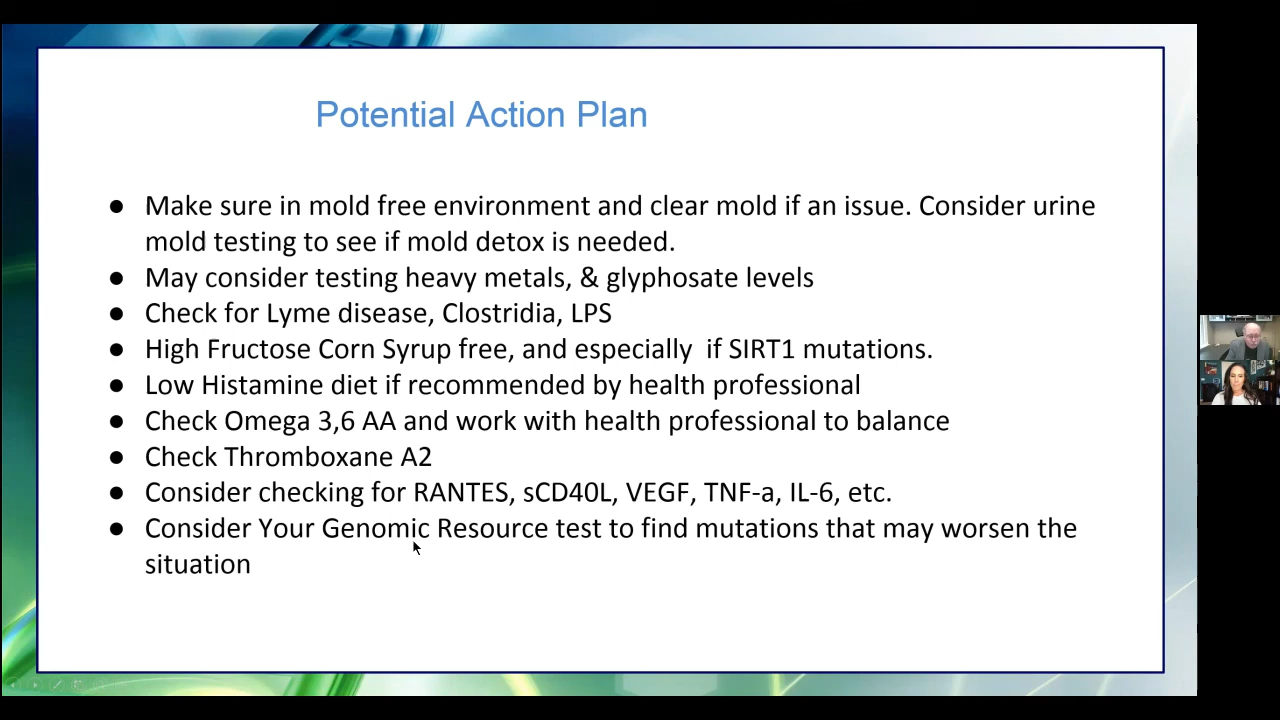 Potential Action Plan
● Make sure in mold free environment and clear mold if an issue. Consider urine
mold testing to see if mold detox is needed.
● May consider testing heavy metals, & glyphosate levels
● Check for Lyme disease, Clostridia, LPS
● High Fructose Corn Syrup free, and especially  if SIRT1 mutations.
● Low Histamine diet if recommended by health professional
● Check Omega 3,6 AA and work with health professional to balance
● Check Thromboxane A2
● Consider checking for RANTES, sCD40L, VEGF, TNF-a, IL-6, etc.
● Consider Your Genomic Resource test to find mutations that may worsen the
situation